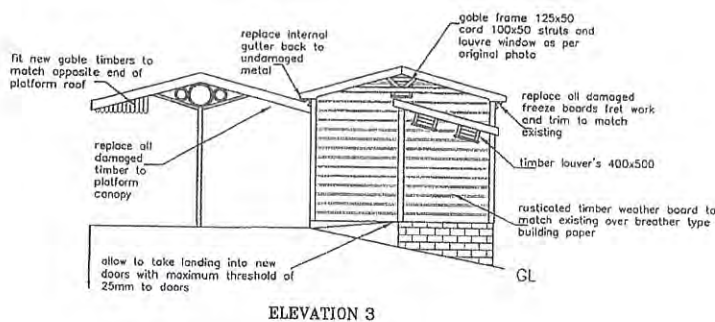 fit new gable timbers to
match opposite end of
platform roof
replace internal
gutter back to
undamaged
metal
goble frame 125x50
cord 100x50 struts and
louvre window as per
original photo
replace all damaged
freeze boards fret work
and trim to match
existing
replace all
damaged
timber to
platform
canopy
timber louver's 400x500
rusticated timber weather board to
match existing over breather type
building paper
allow to take landing into new
doors with maximum threshold of
25mm to doors
GL
ELEVATION 3